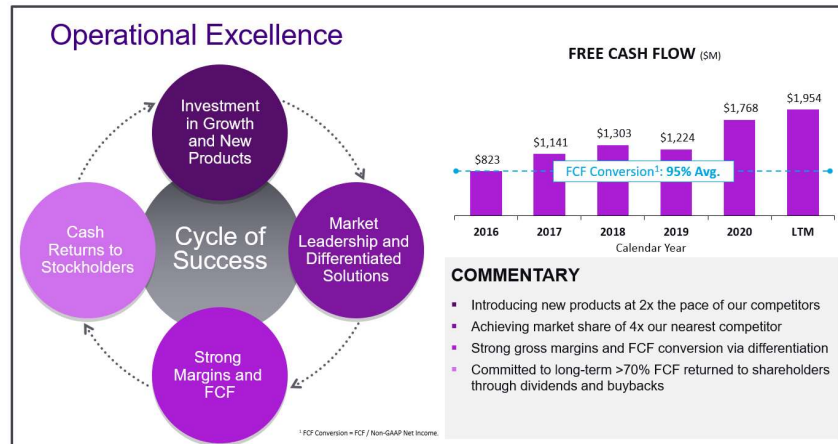 Operational Excellence
Investment
in Growth
and New
Products
Cash
Returns to
Stockholders
Cycle of
Success
Market
Leadership and
Differentiated
Solutions
Strong
Margins and
FCF
¹ FCF Conversion = FCF / Non-GAAP Net Income.
FREE CASH FLOW ($M)
$823
$1,141
$1,303
$1,224
$1,768
$1,954
FCF Conversion¹: 95% Avg.
2016 2017 2018 2019 2020 LTM
Calendar Year
COMMENTARY
▪ Introducing new products at 2x the pace of our competitors
▪ Achieving market share of 4x our nearest competitor
▪ Strong gross margins and FCF conversion via differentiation
▪ Committed to long-term >70% FCF returned to shareholders
through dividends and buybacks